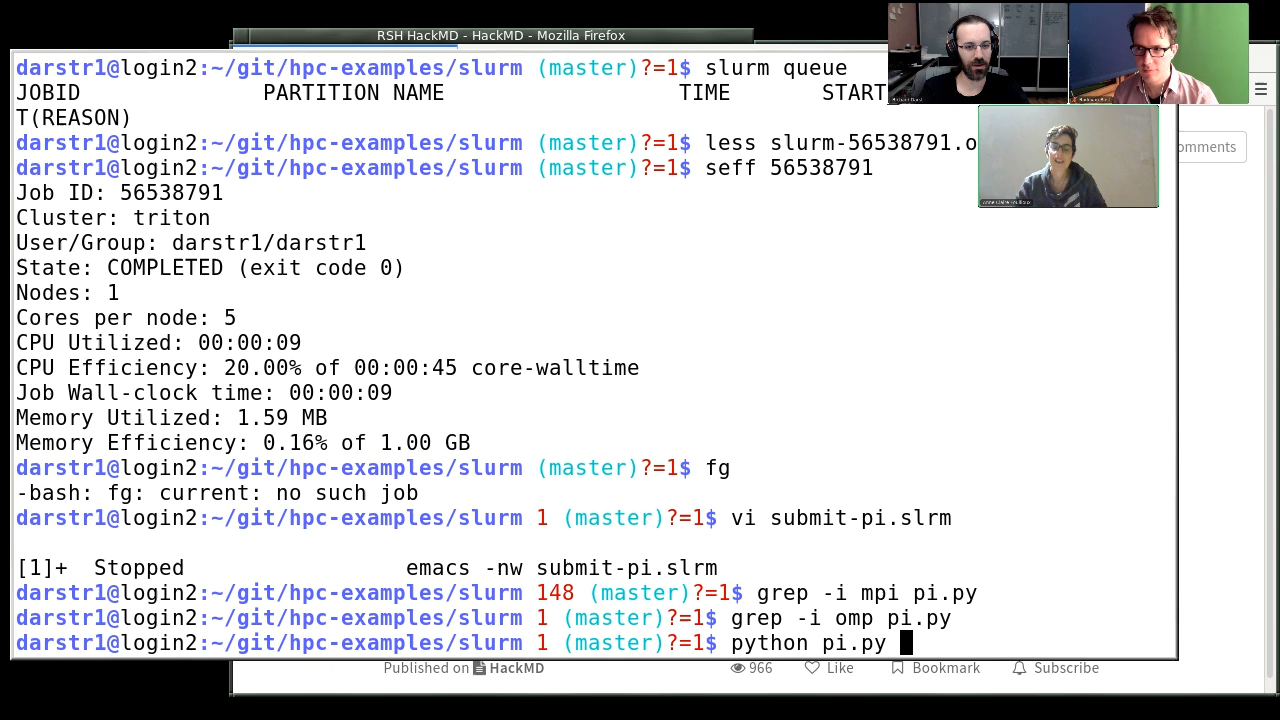 RSH HackMD - HackMD - Mozilla Firefox
darstr1@login2:~/git/hpc-examples/slurm (master)?=1$ slurm queue
JOBID PARTITION NAME TIME START
T(REASON)
darstr1@login2:~/git/hpc-examples/slurm (master)?=1$ less slurm-56538791.o
darstr1@login2:~/git/hpc-examples/slurm (master)?=1$ seff 56538791
Job ID: 56538791
Cluster: triton
User/Group: darstr1/darstr1
State: COMPLETED (exit code 0)
Nodes: 1
Cores per node: 5
CPU Utilized: 00:00:09
CPU Efficiency: 20.00% of 00:00:45 core-walltime
Job Wall-clock time: 00:00:09
Memory Utilized: 1.59 MB
Memory Efficiency: 0.16% of 1.00 GB
darstr1@login2:~/git/hpc-examples/slurm (master)?=1$ fg
-bash: fg: current: no such job
darstr1@login2:~/git/hpc-examples/slurm 1 (master)?=1$ vi submit-pi.slrm
[1]+ Stopped emacs -nw submit-pi.slrm
darstr1@login2:~/git/hpc-examples/slurm 148 (master)?=1$ grep -i mpi pi.py
darstr1@login2:~/git/hpc-examples/slurm 1 (master)?=1$ grep -i omp pi.py
darstr1@login2:~/git/hpc-examples/slurm 1 (master)?=1$ python pi.py
omments
Published on HackMD 966 Like Bookmark Subscribe